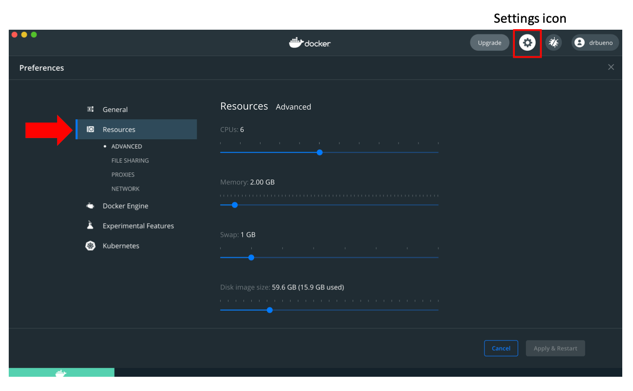 Settings icon
docker
Upgrade
drbueno
Preferences
General
Resources
ADVANCED
FILE SHARING
PROXIES
NETWORK
Docker Engine
Experimental Features
Kubernetes
Resources Advanced
CPUs: 6
Memory: 2.00 GB
Swap: 1 GB
Disk image size: 59.6 GB (15.9 GB used)
Cancel
Apply & Restart